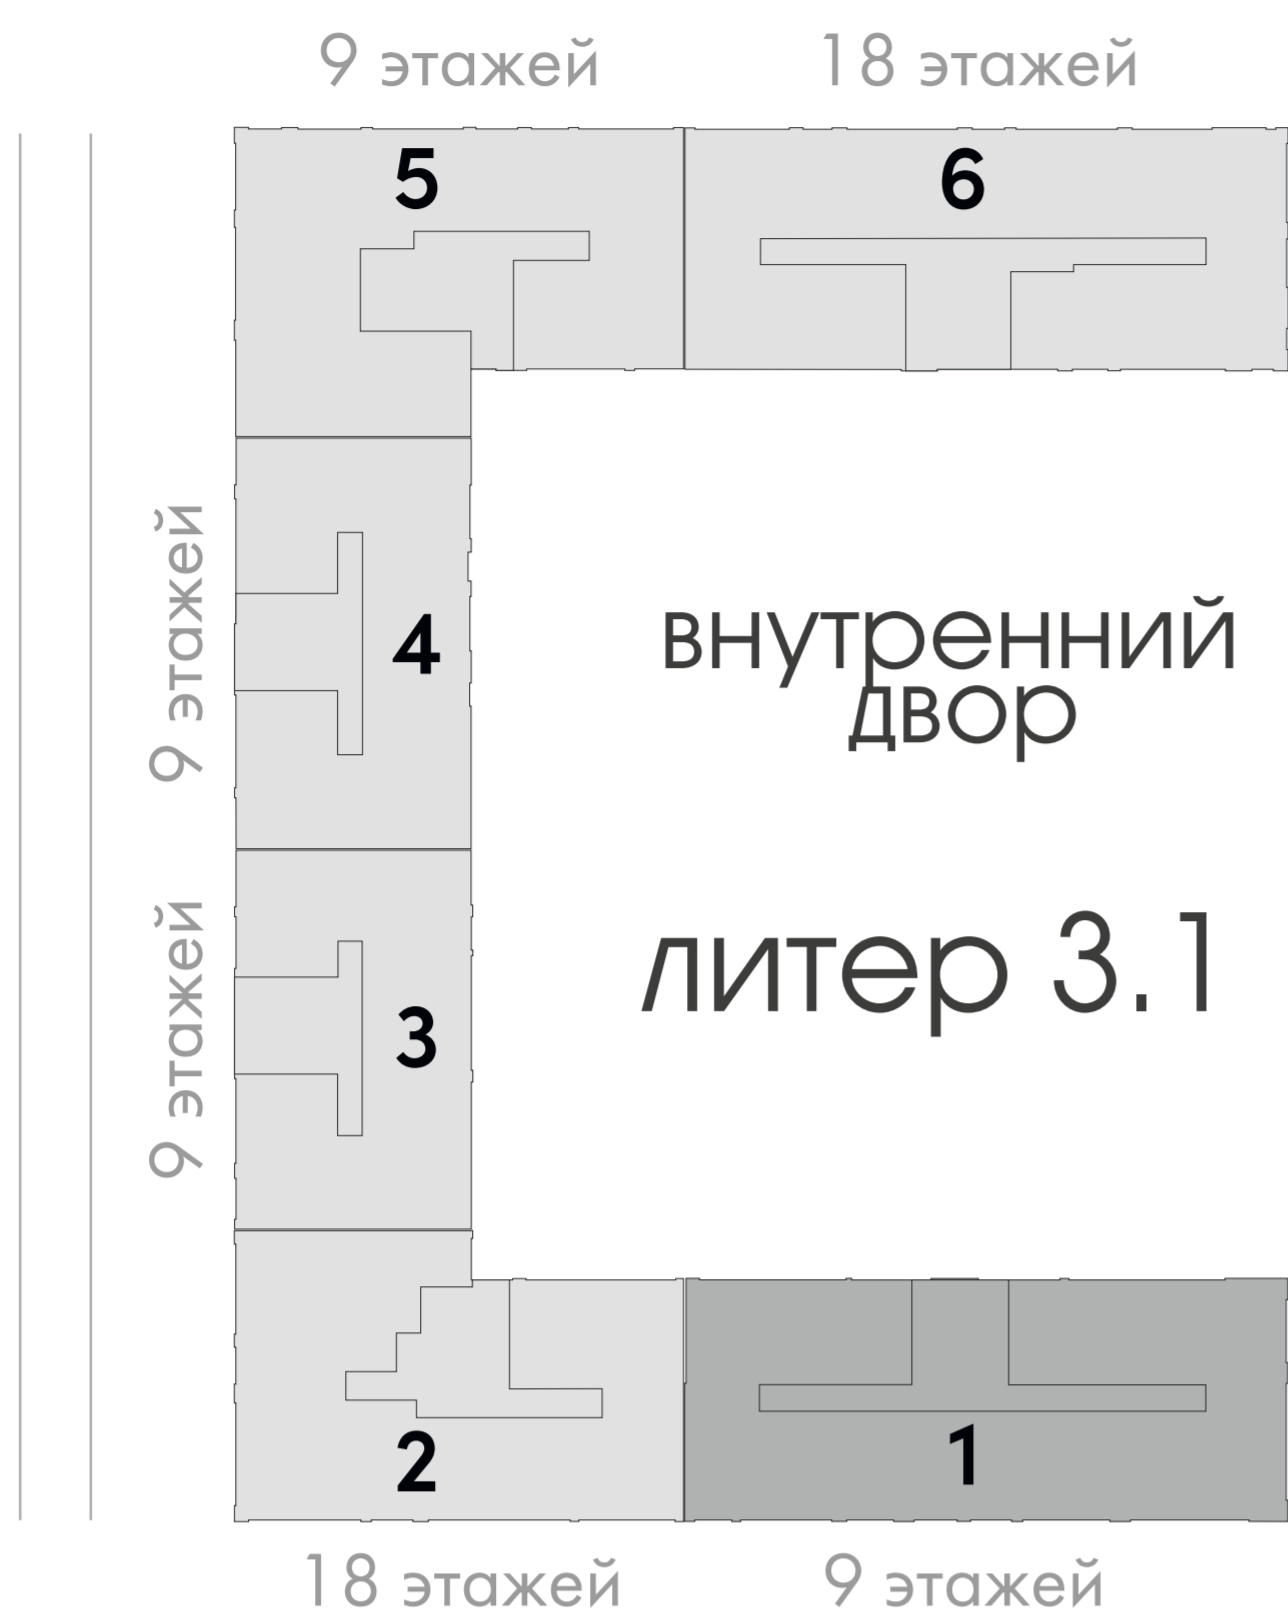 9 этажей
18 этажей
5
6
9 этажей
4
внутренний
двор
литер 3.1
9 этажей
3
2
1
18 этажей
9 этажей